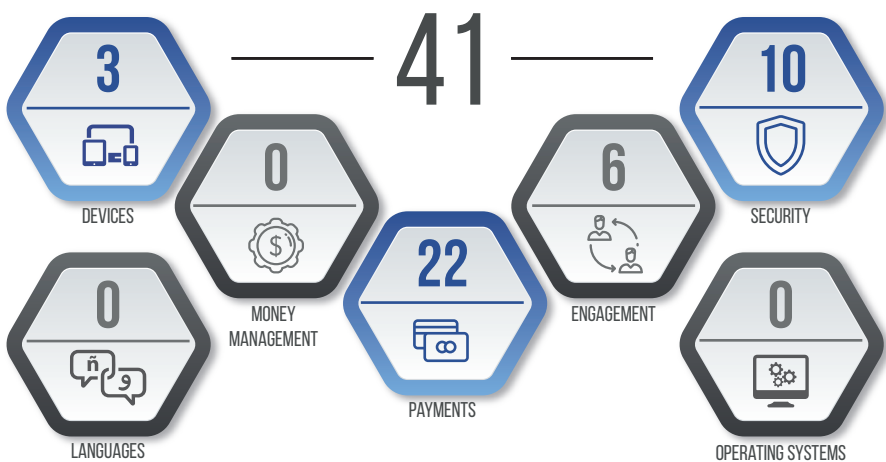 41
3
DEVICES
0
MONEY
MANAGEMENT
22
PAYMENTS
6
ENGAGEMENT
10
SECURITY
0
ñ
و
LANGUAGES
0
OPERATING SYSTEMS
$